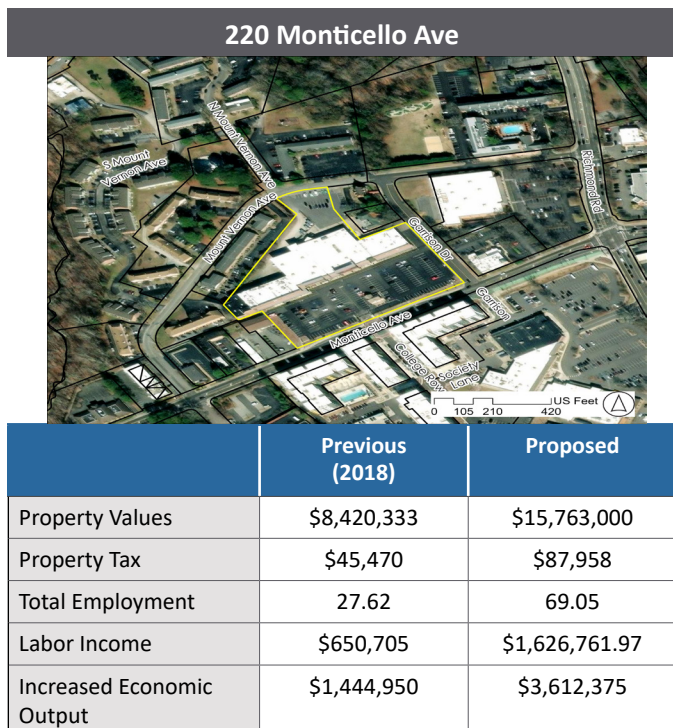 220 Monticello Ave
N Mount Vernon Ave
S Mount
Vernon Ave
Mount Vernon Ave
Richmond Rd
Garrison Dr
Garrison
Monticello Ave
College Row
Society
Lane
US Feet
0 105 210 420
Previous
(2018)
Proposed
Property Values $8,420,333 $15,763,000
Property Tax $45,470 $87,958
Total Employment 27.62 69.05
Labor Income $650,705 $1,626,761.97
Increased Economic
Output
$1,444,950 $3,612,375